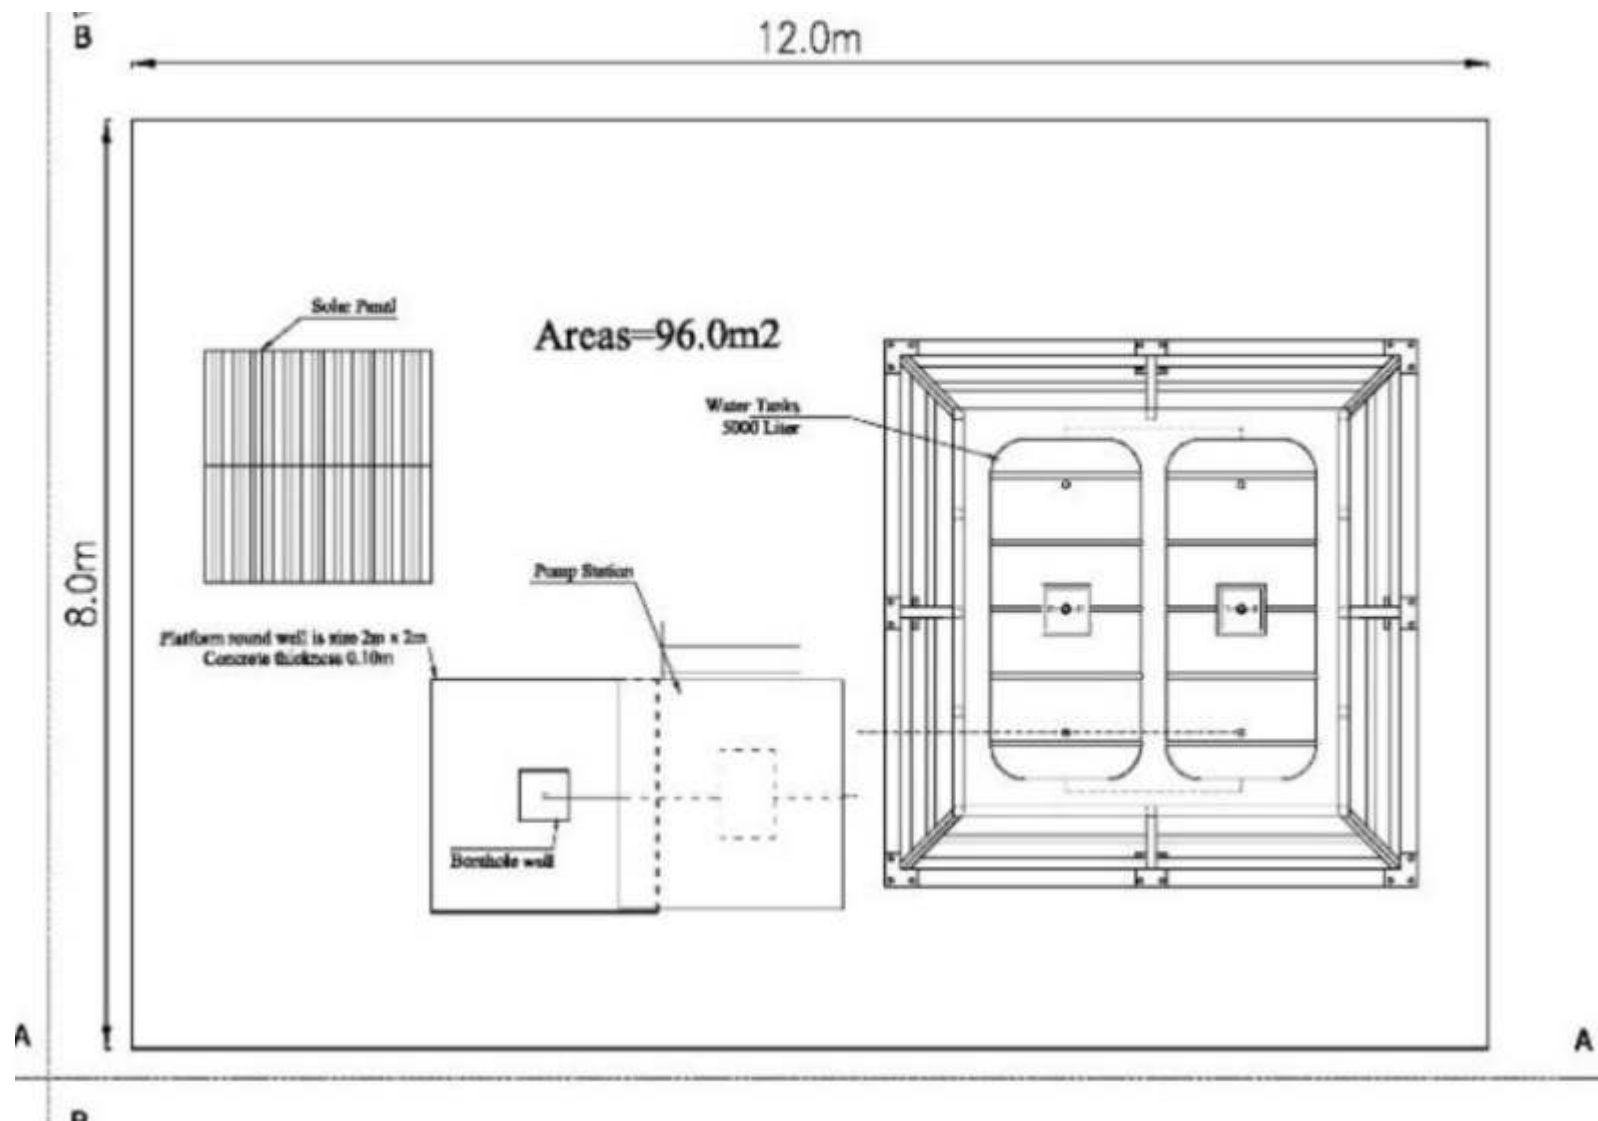 B
12.0m
Solar Panel
Areas=96.0m2
Water Tanks
5000 Liter
8.0m
Pump Station
Platform round well is size 2m x 2m
Concrete thickness 0.10m
Borehole well
A
A